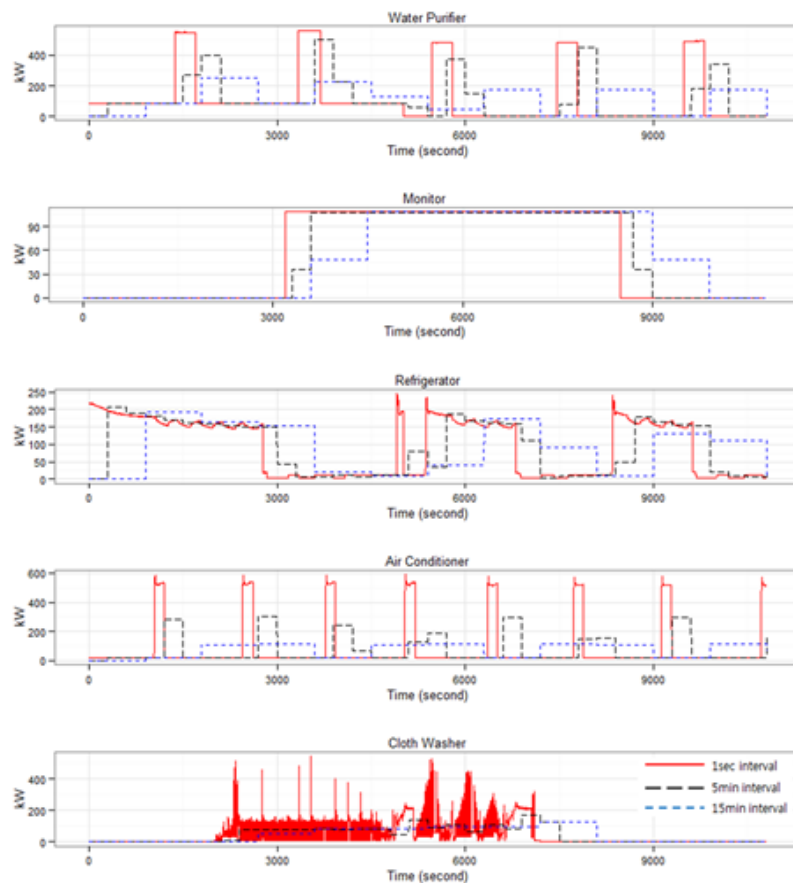 Water Purifier
kW
400
200
0
0 3000 6000 9000
Time (second)
Monitor
kW
90
60
30
0
0 3000 6000 9000
Time (second)
Refrigerator
kW
250
200
150
100
50
0
0 3000 6000 9000
Time (second)
Air Conditioner
kW
600
400
200
0
0 3000 6000 9000
Time (second)
Cloth Washer
kW
400
200
0
0 3000 6000 9000
Time (second)
1sec interval
5min interval
15min interval